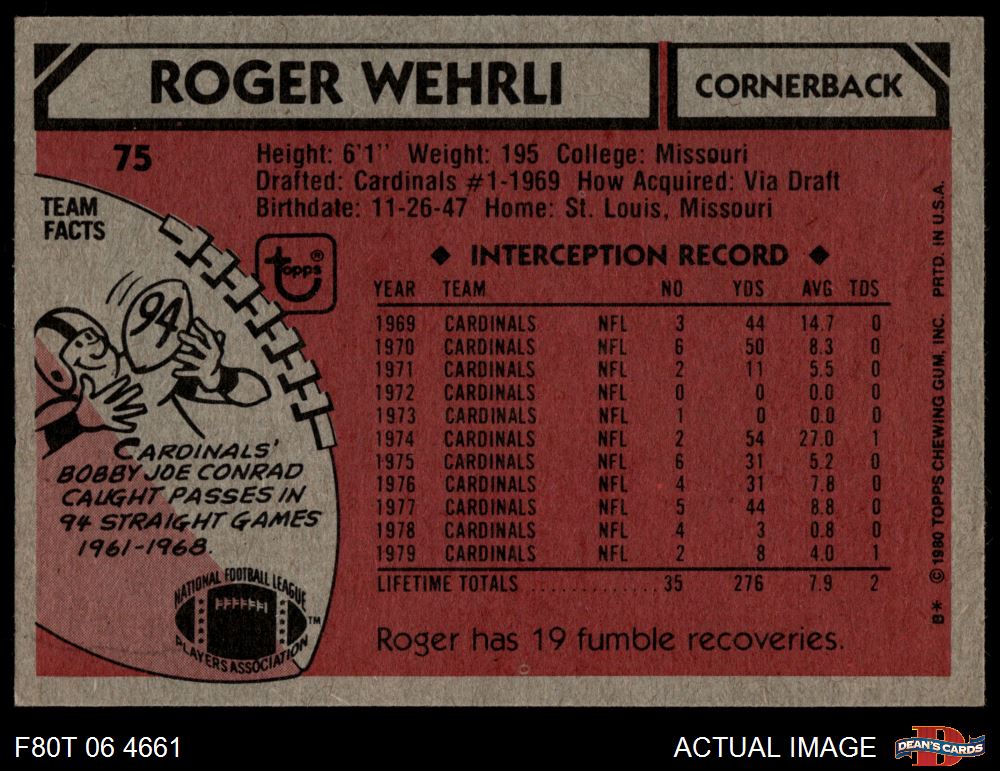 ROGER WEHRLI
CORNERBACK
75
Height: 6'1" Weight: 195 College: Missouri
Drafted: Cardinals #1-1969 How Acquired: Via Draft
Birthdate: 11-26-47 Home: St. Louis, Missouri
TEAM
FACTS
topps®
94
CARDINALS'
BOBBY JOE CONRAD
CAUGHT PASSES IN
94 STRAIGHT GAMES
1961-1968.
NATIONAL FOOTBALL LEAGUE
PLAYERS ASSOCIATION
TM
◆ INTERCEPTION RECORD ◆
YEAR TEAM NO YDS AVG TDS
1969 CARDINALS NFL 3 44 14.7 0
1970 CARDINALS NFL 6 50 8.3 0
1971 CARDINALS NFL 2 11 5.5 0
1972 CARDINALS NFL 0 0 0.0 0
1973 CARDINALS NFL 1 0 0.0 0
1974 CARDINALS NFL 2 54 27.0 1
1975 CARDINALS NFL 6 31 5.2 0
1976 CARDINALS NFL 4 31 7.8 0
1977 CARDINALS NFL 5 44 8.8 0
1978 CARDINALS NFL 4 3 0.8 0
1979 CARDINALS NFL 2 8 4.0 1
LIFETIME TOTALS ............. 35 276 7.9 2
Roger has 19 fumble recoveries.
B* © 1980 TOPPS CHEWING GUM, INC. PRTD. IN U.S.A.
F80T 06 4661
ACTUAL IMAGE
D
DEAN'S CARDS